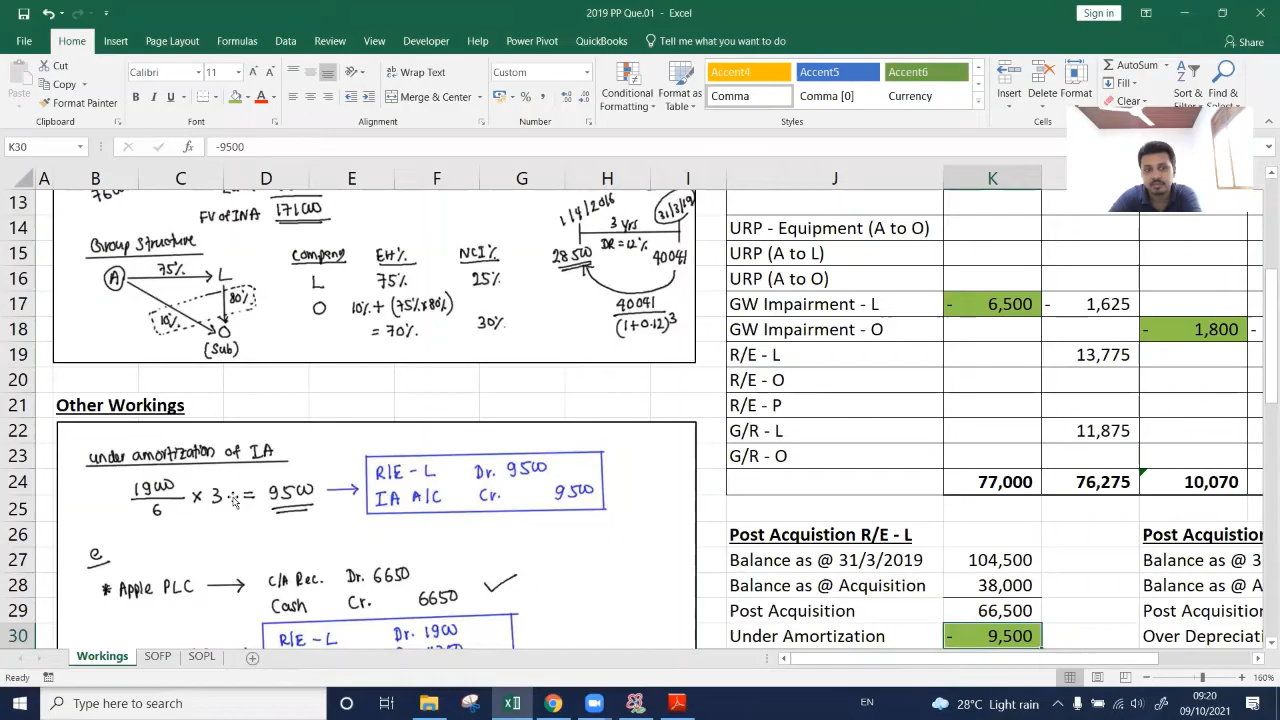 2019 PP Que.01 - Excel
Sign in
File Home Insert Page Layout Formulas Data Review View Developer Help Power Pivot QuickBooks Tell me what you want to do Share
Paste Cut
Copy
Format Painter
Clipboard
Calibri 11
B I U
Font
Wrap Text
Merge & Center
Alignment
Custom
Number
Conditional Formatting
Format as Table
Accent4 Accent5 Accent6
Comma Comma [0] Currency
Styles
Insert Delete Format
Cells
AutoSum
Fill
Clear
Sort & Filter
Find & Select
K30 fx -9500
A B C D E F G H I J K
13
14
15
16
17
18
19
20
21
22
23
24
25
26
27
28
29
30
FV of INA 17100
Group Structure
A 75% L
80%
10%
O
(Sub)
Company EH% NCI%
L 75% 25%
O 10% + (75% x 80%)
= 70% 30%
1/4/2016 31/3/19
3 yrs
DR = 12%
28500 40041
40041
(1+0.12)3
Other Workings
under amortization of IA
x 3 = 9500
6
R/E - L Dr. 9500
IA A/C Cr. 9500
e
* Apple PLC → C/A Rec. Dr. 6650
Cash Cr. 6650
R/E - L Dr. 1900
URP - Equipment (A to O)
URP (A to L)
URP (A to O)
GW Impairment - L - 6,500 - 1,625
GW Impairment - O - 1,800 -
R/E - L 13,775
R/E - O
R/E - P
G/R - L 11,875
G/R - O
77,000 76,275 10,070
Post Acquistion R/E - L Post Acquistion
Balance as @ 31/3/2019 104,500 Balance as @ 3
Balance as @ Acquisition 38,000 Balance as @ A
Post Acquisition 66,500 Post Acquisition
Under Amortization - 9,500 Over Depreciati
Workings SOFP SOPL
Ready
160%
Type here to search
EN
28°C Light rain
09:20
09/10/2021